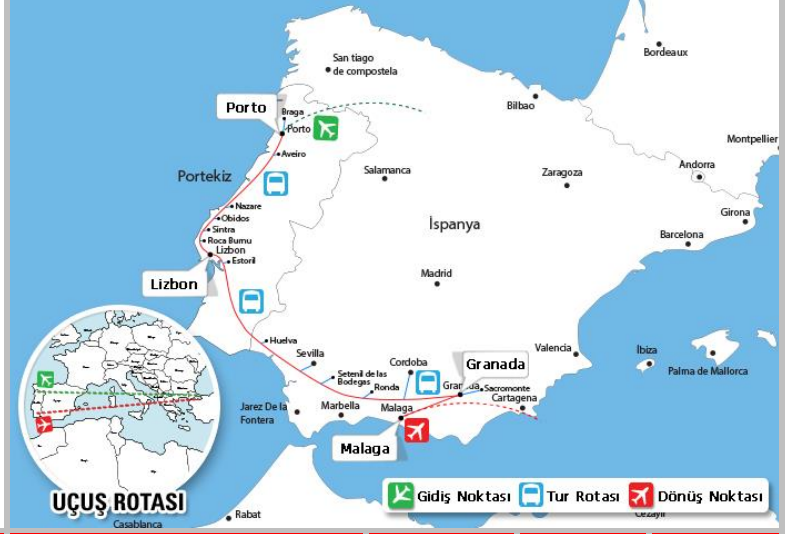 Bordeaux
San tiago
de compostela
Bilbao
Porto
Braga
Porto
Montpellier
Aveiro
Andorra
Portekiz
Salamanca
Zaragoza
Nazare
Girona
Obidos
İspanya
Sintra
Barcelona
Roca Burnu
Lizbon
Estoril
Madrid
Lizbon
Huelva
Valencia
İbiza
Sevilla
Cordoba
Granada
Palma de Mallorca
Setenil de las
Bodegas
Ronda
Sacromonte
Cartagena
Jarez De la
Fontera
Marbella
Malaga
Malaga
UÇUŞ ROTASI
Gidiş Noktası
Tur Rotası
Dönüş Noktası
Casablanca
Rabat
Cezayir